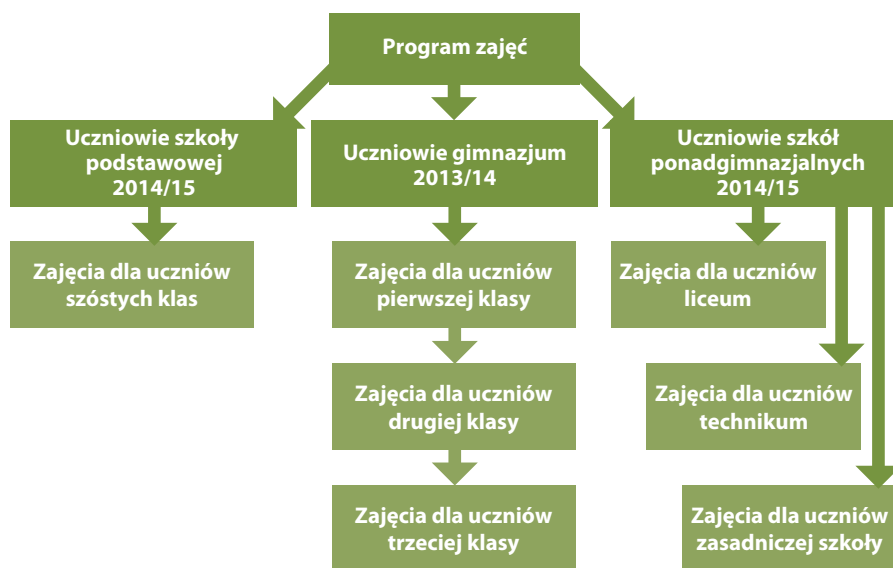 Program zajęć
Uczniowie szkoły
podstawowej
2014/15
Uczniowie gimnazjum
2013/14
Uczniowie szkół
ponadgimnazjalnych
2014/15
Zajęcia dla uczniów
szóstych klas
Zajęcia dla uczniów
pierwszej klasy
Zajęcia dla uczniów
liceum
Zajęcia dla uczniów
drugiej klasy
Zajęcia dla uczniów
technikum
Zajęcia dla uczniów
trzeciej klasy
Zajęcia dla uczniów
zasadniczej szkoły